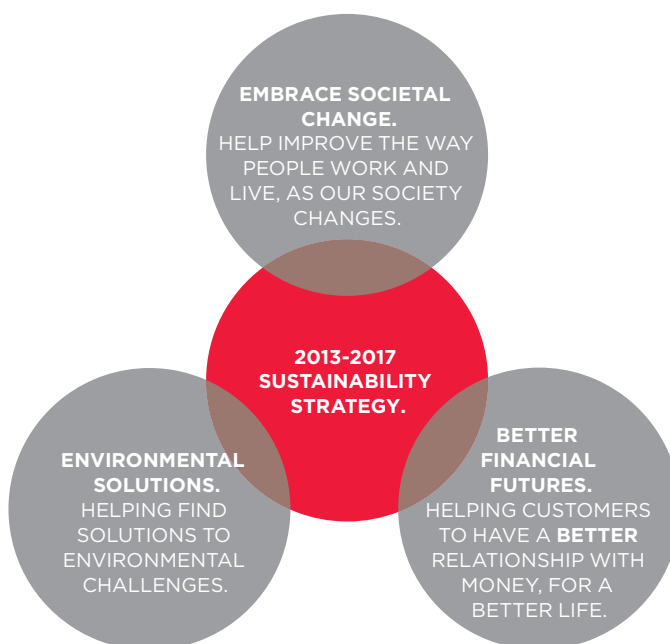 EMBRACE SOCIETAL
CHANGE.
HELP IMPROVE THE WAY
PEOPLE WORK AND
LIVE, AS OUR SOCIETY
CHANGES.
2013-2017
SUSTAINABILITY
STRATEGY.
ENVIRONMENTAL
SOLUTIONS.
HELPING FIND
SOLUTIONS TO
ENVIRONMENTAL
CHALLENGES.
BETTER
FINANCIAL
FUTURES.
HELPING CUSTOMERS
TO HAVE A BETTER
RELATIONSHIP WITH
MONEY, FOR A
BETTER LIFE.